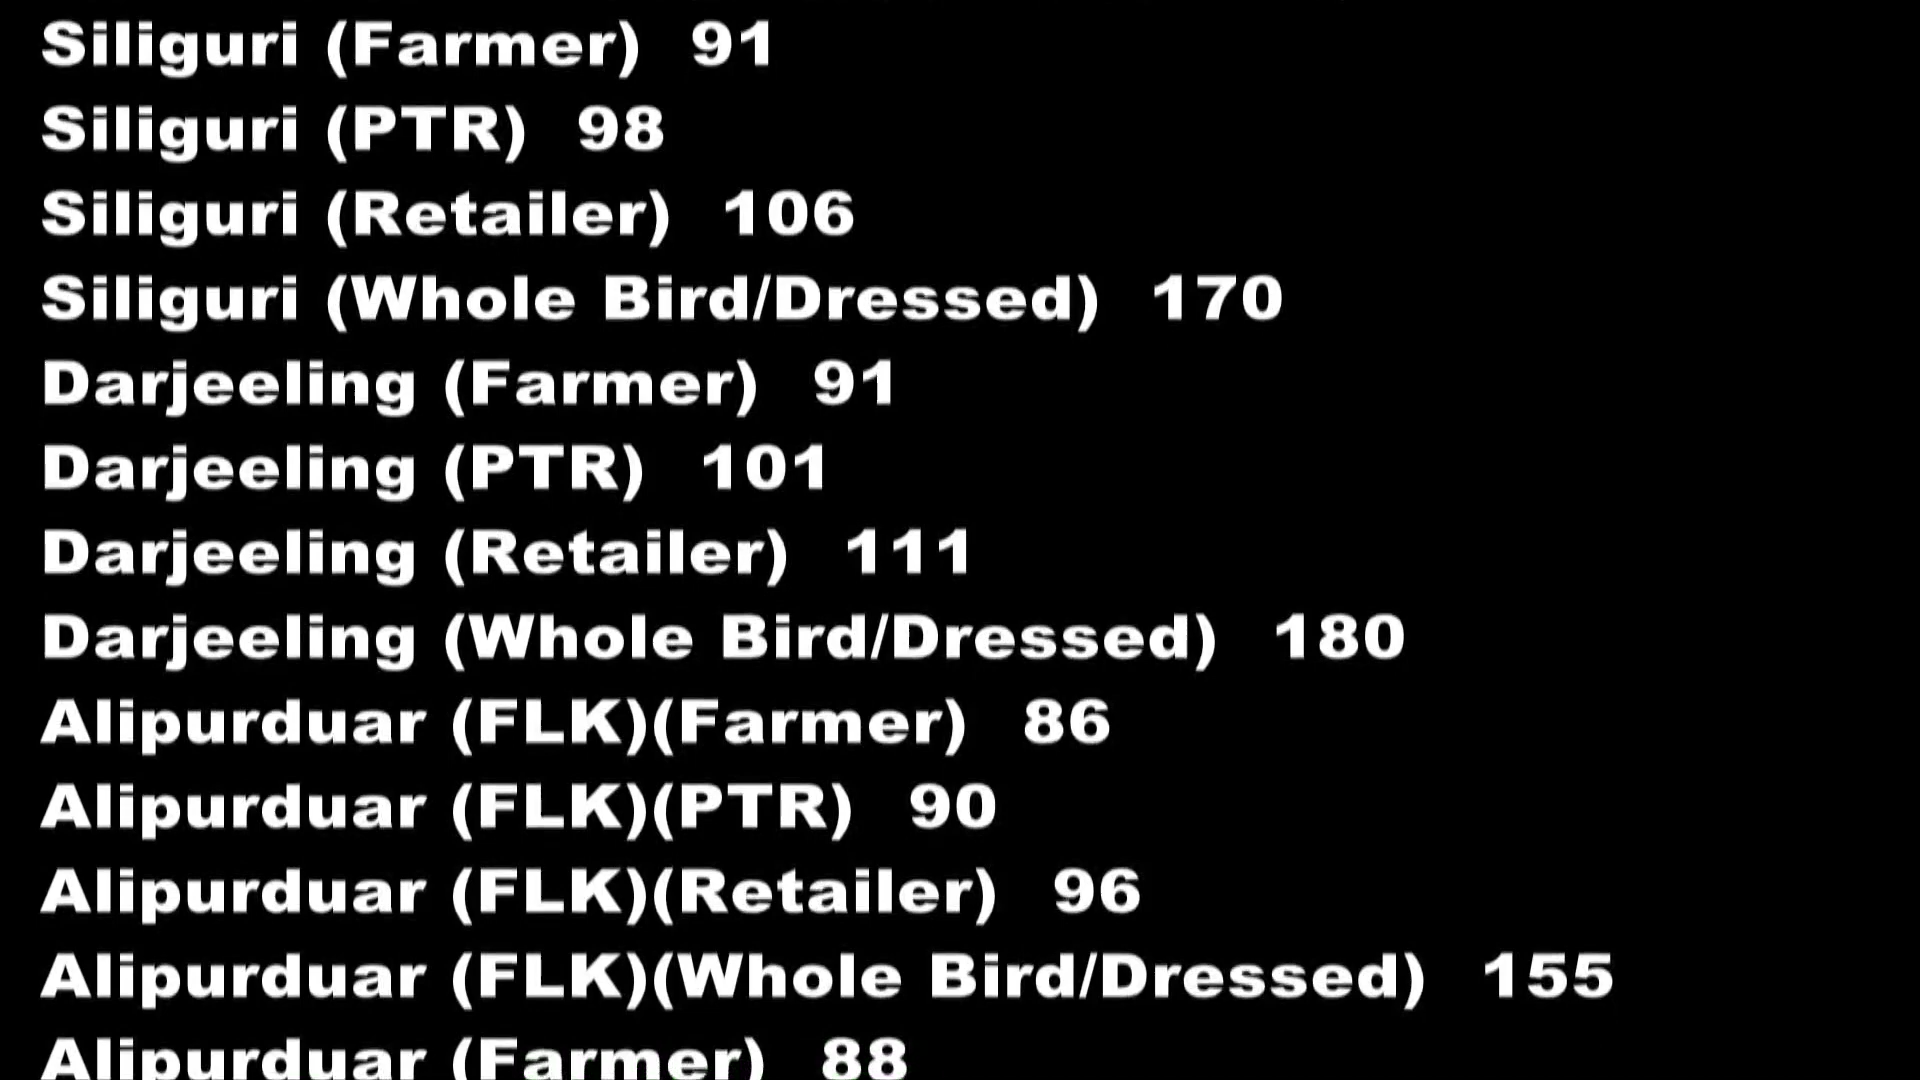 Siliguri (Farmer) 91
Siliguri (PTR) 98
Siliguri (Retailer) 106
Siliguri (Whole Bird/Dressed) 170
Darjeeling (Farmer) 91
Darjeeling (PTR) 101
Darjeeling (Retailer) 111
Darjeeling (Whole Bird/Dressed) 180
Alipurduar (FLK)(Farmer) 86
Alipurduar (FLK)(PTR) 90
Alipurduar (FLK)(Retailer) 96
Alipurduar (FLK)(Whole Bird/Dressed) 155
Alipurduar (Farmer) 88